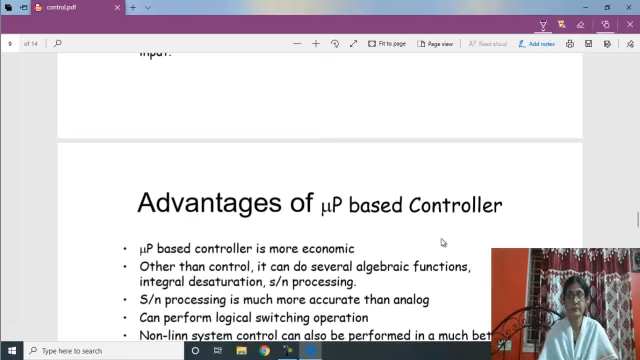 control.pdf
9 of 14
Fit to page
Page view
Read aloud
Add notes
input.
Advantages of μP based Controller
• μP based controller is more economic
• Other than control, it can do several algebraic functions,
integral desaturation, s/n processing.
• S/n processing is much more accurate than analog
• Can perform logical switching operation
• Non-linn system control can also be performed in a much bet
Type here to search